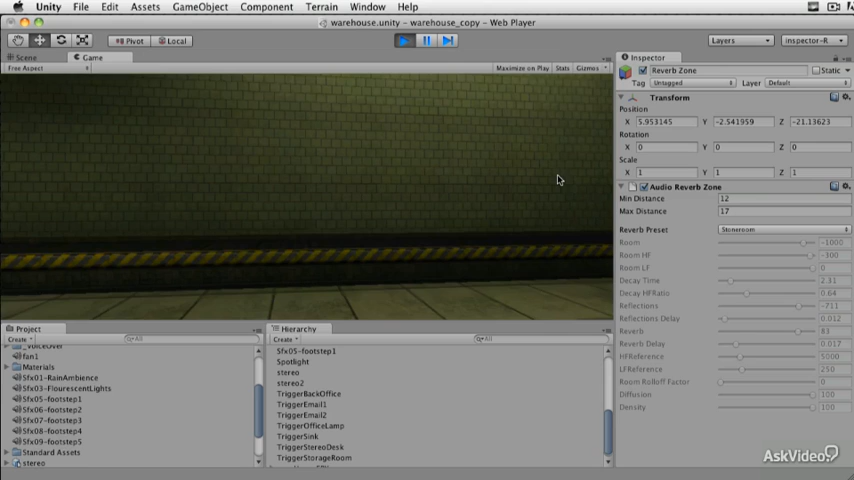 Unity File Edit Assets GameObject Component Terrain Window Help
warehouse.unity - warehouse_copy - Web Player
Pivot Local Layers inspector-R
Scene Game
Free Aspect Maximize on Play Stats Gizmos
Inspector
Reverb Zone Static
Tag Untagged Layer Default
Transform
Position
X 5.953145 Y -2.541959 Z -21.13623
Rotation
X 0 Y 0 Z 0
Scale
X 1 Y 1 Z 1
Audio Reverb Zone
Min Distance 12
Max Distance 17
Reverb Preset Stoneroom
Room -1000
Room HF -300
Room LF 0
Decay Time 2.31
Decay HFRatio 0.64
Reflections -711
Reflections Delay 0.012
Reverb 83
Reverb Delay 0.017
HFReference 5000
LFReference 250
Room Rolloff Factor 0
Diffusion 100
Density 100
Project
Create All
_VoiceOver
fan1
Materials
Sfx01-RainAmbience
Sfx03-FlourescentLights
Sfx05-footstep1
Sfx06-footstep2
Sfx07-footstep3
Sfx08-footstep4
Sfx09-footstep5
Standard Assets
stereo
Hierarchy
Create All
Sfx05-footstep1
Spotlight
stereo
stereo2
TriggerBackOffice
TriggerEmail1
TriggerEmail2
TriggerOfficeLamp
TriggerSink
TriggerStereoDesk
TriggerStorageRoom
AskVideo